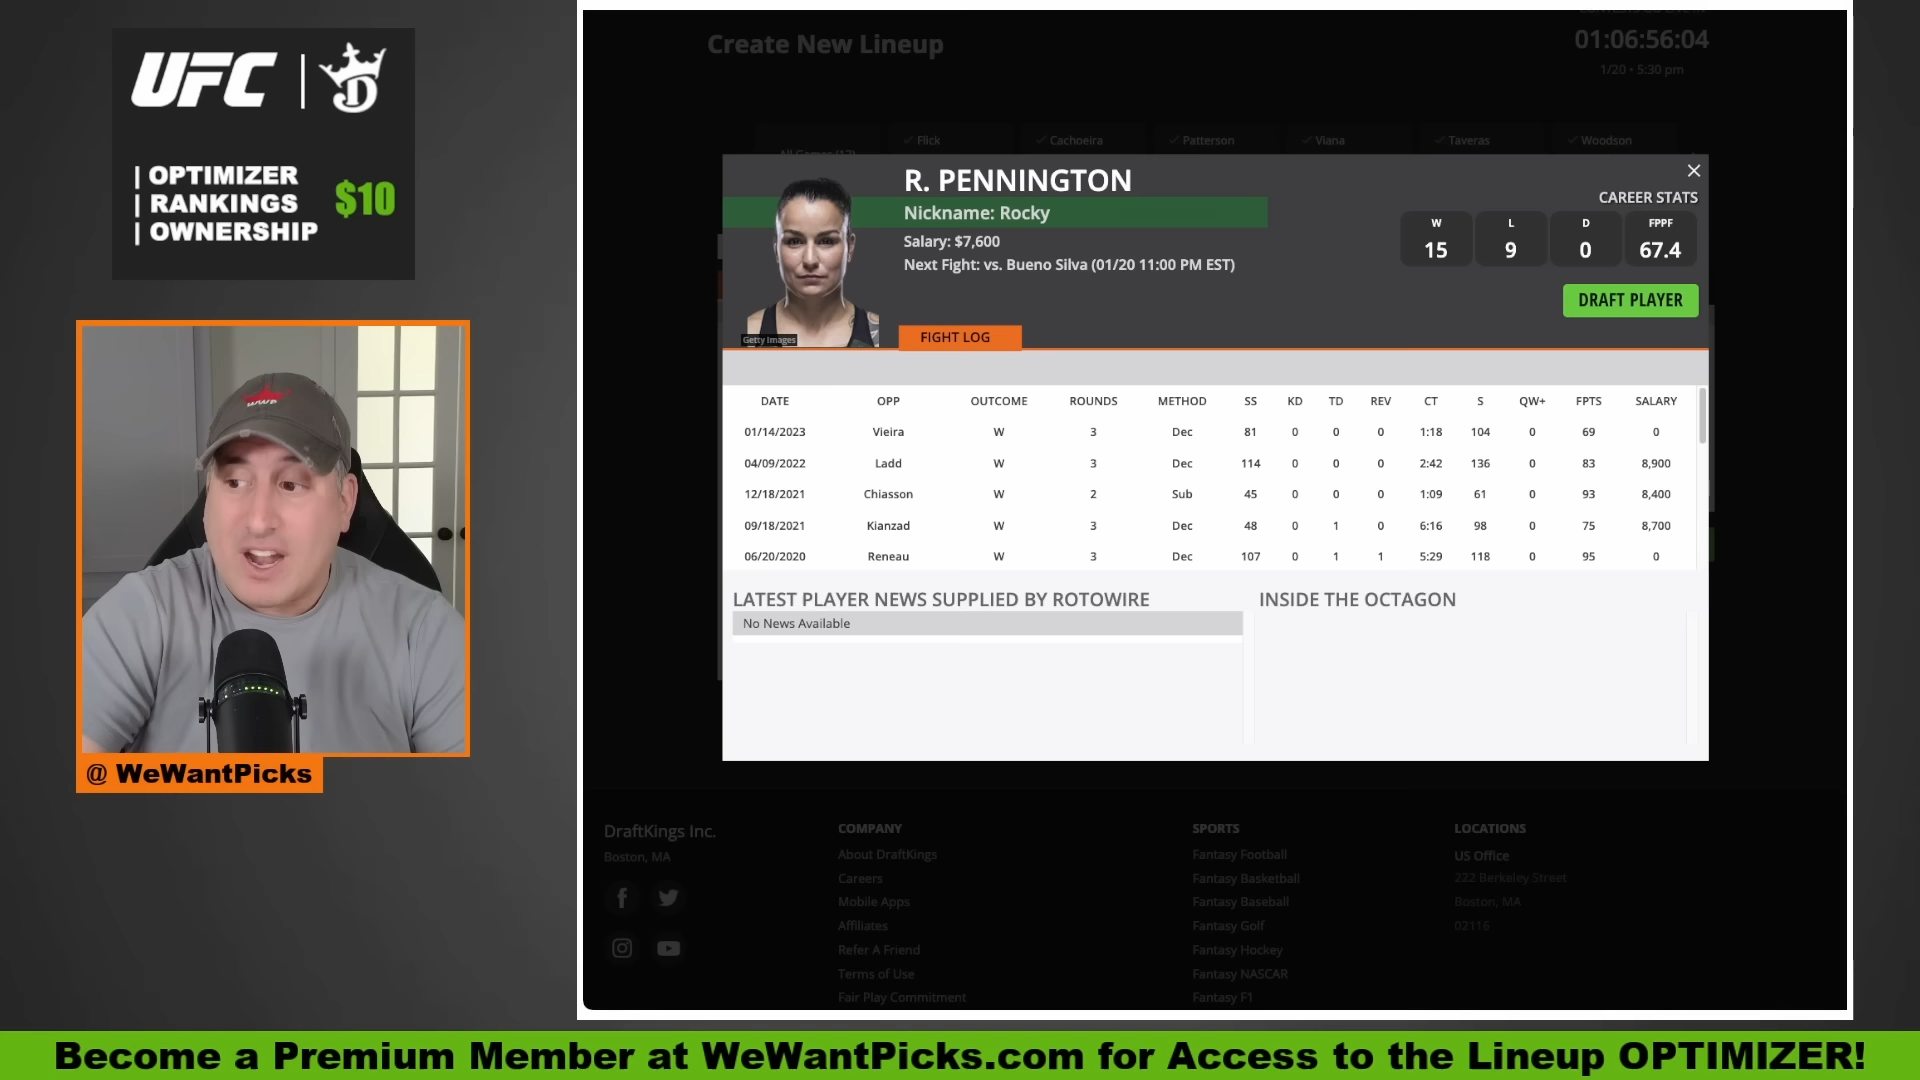 UFC
OPTIMIZER
RANKINGS
OWNERSHIP
$10
@ WeWantPicks
Create New Lineup
01:06:56:04
1/20 • 5:30 pm
Flick
Cachoeira
Patterson
Viana
Taveras
Woodson
R. PENNINGTON
Nickname: Rocky
Salary: $7,600
Next Fight: vs. Bueno Silva (01/20 11:00 PM EST)
CAREER STATS
W L D FPPF
15 9 0 67.4
DRAFT PLAYER
Getty Images
FIGHT LOG
DATE OPP OUTCOME ROUNDS METHOD SS KD TD REV CT S QW+ FPTS SALARY
01/14/2023 Vieira W 3 Dec 81 0 0 0 1:18 104 0 69 0
04/09/2022 Ladd W 3 Dec 114 0 0 0 2:42 136 0 83 8,900
12/18/2021 Chiasson W 2 Sub 45 0 0 0 1:09 61 0 93 8,400
09/18/2021 Kianzad W 3 Dec 48 0 1 0 6:16 98 0 75 8,700
06/20/2020 Reneau W 3 Dec 107 0 1 1 5:29 118 0 95 0
LATEST PLAYER NEWS SUPPLIED BY ROTOWIRE
No News Available
INSIDE THE OCTAGON
DraftKings Inc.
Boston, MA
COMPANY
About DraftKings
Careers
Mobile Apps
Affiliates
Refer A Friend
Terms of Use
Fair Play Commitment
SPORTS
Fantasy Football
Fantasy Basketball
Fantasy Baseball
Fantasy Golf
Fantasy Hockey
Fantasy NASCAR
Fantasy F1
LOCATIONS
US Office
222 Berkeley Street
Boston, MA
02116
Become a Premium Member at WeWantPicks.com for Access to the Lineup OPTIMIZER!